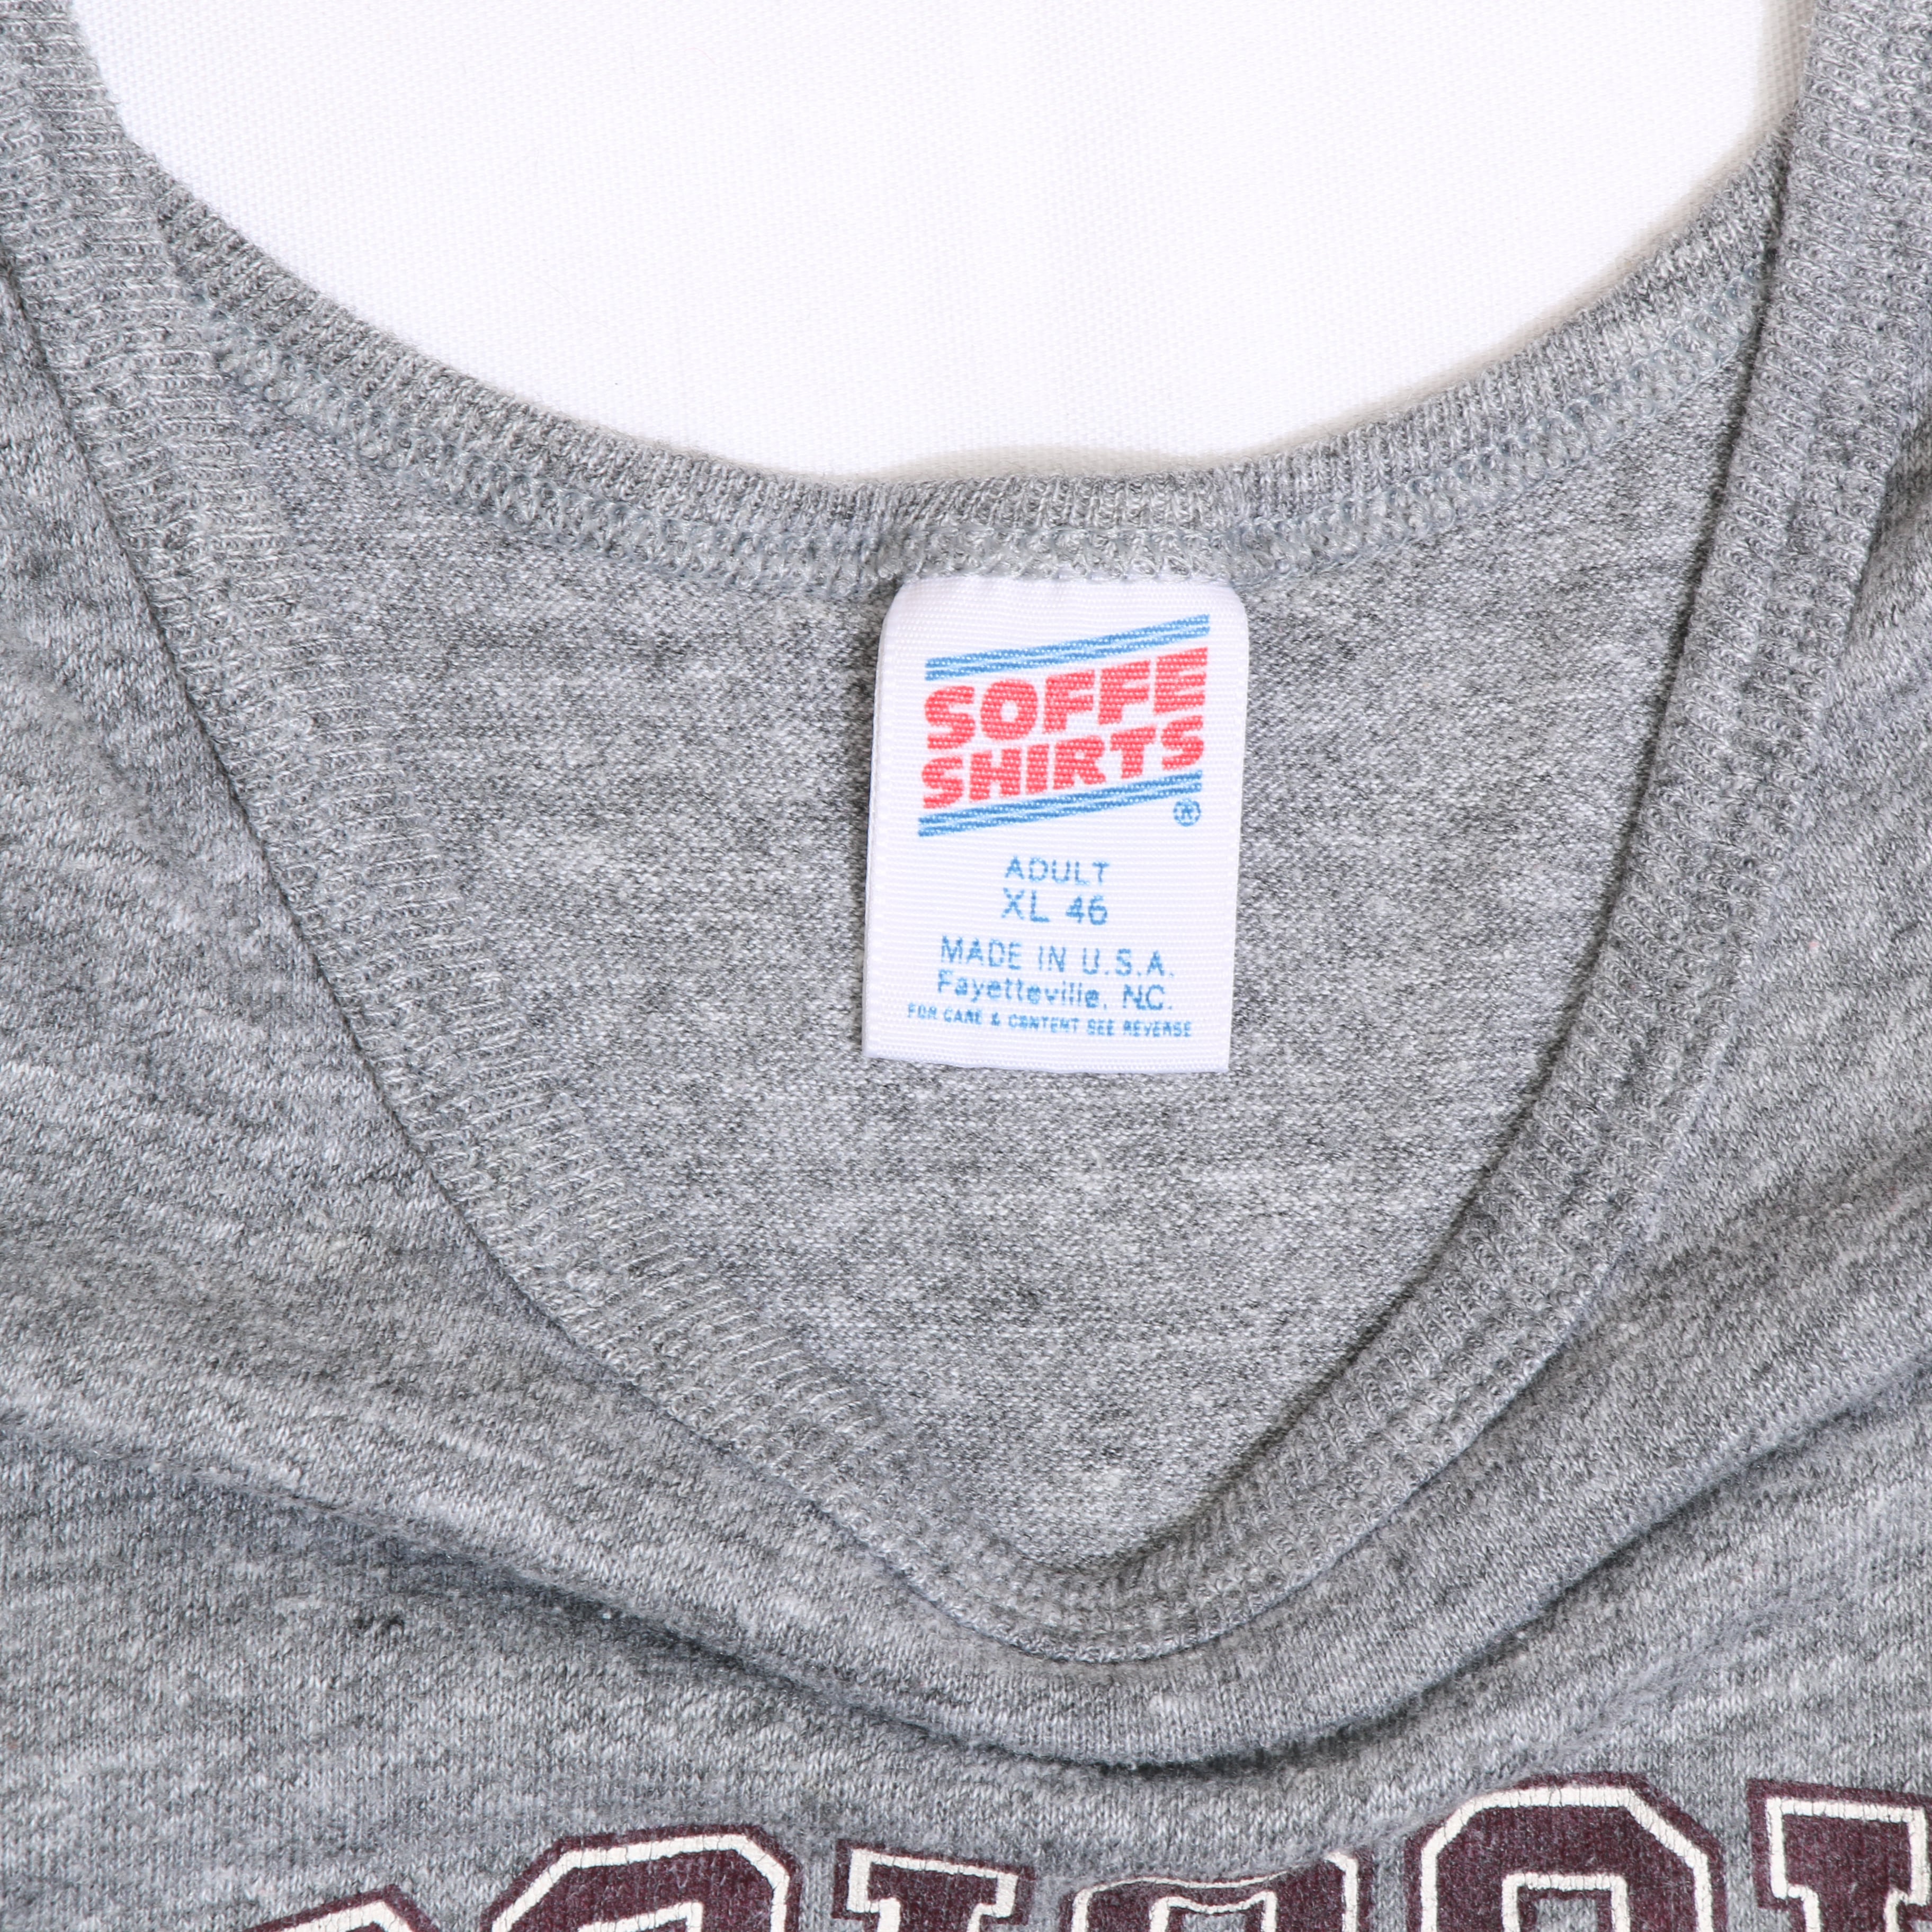 SOFFE
SHIRTS
®
ADULT
XL 46
MADE IN U.S.A.
Fayetteville, NC.
FOR CARE & CONTENT SEE REVERSE